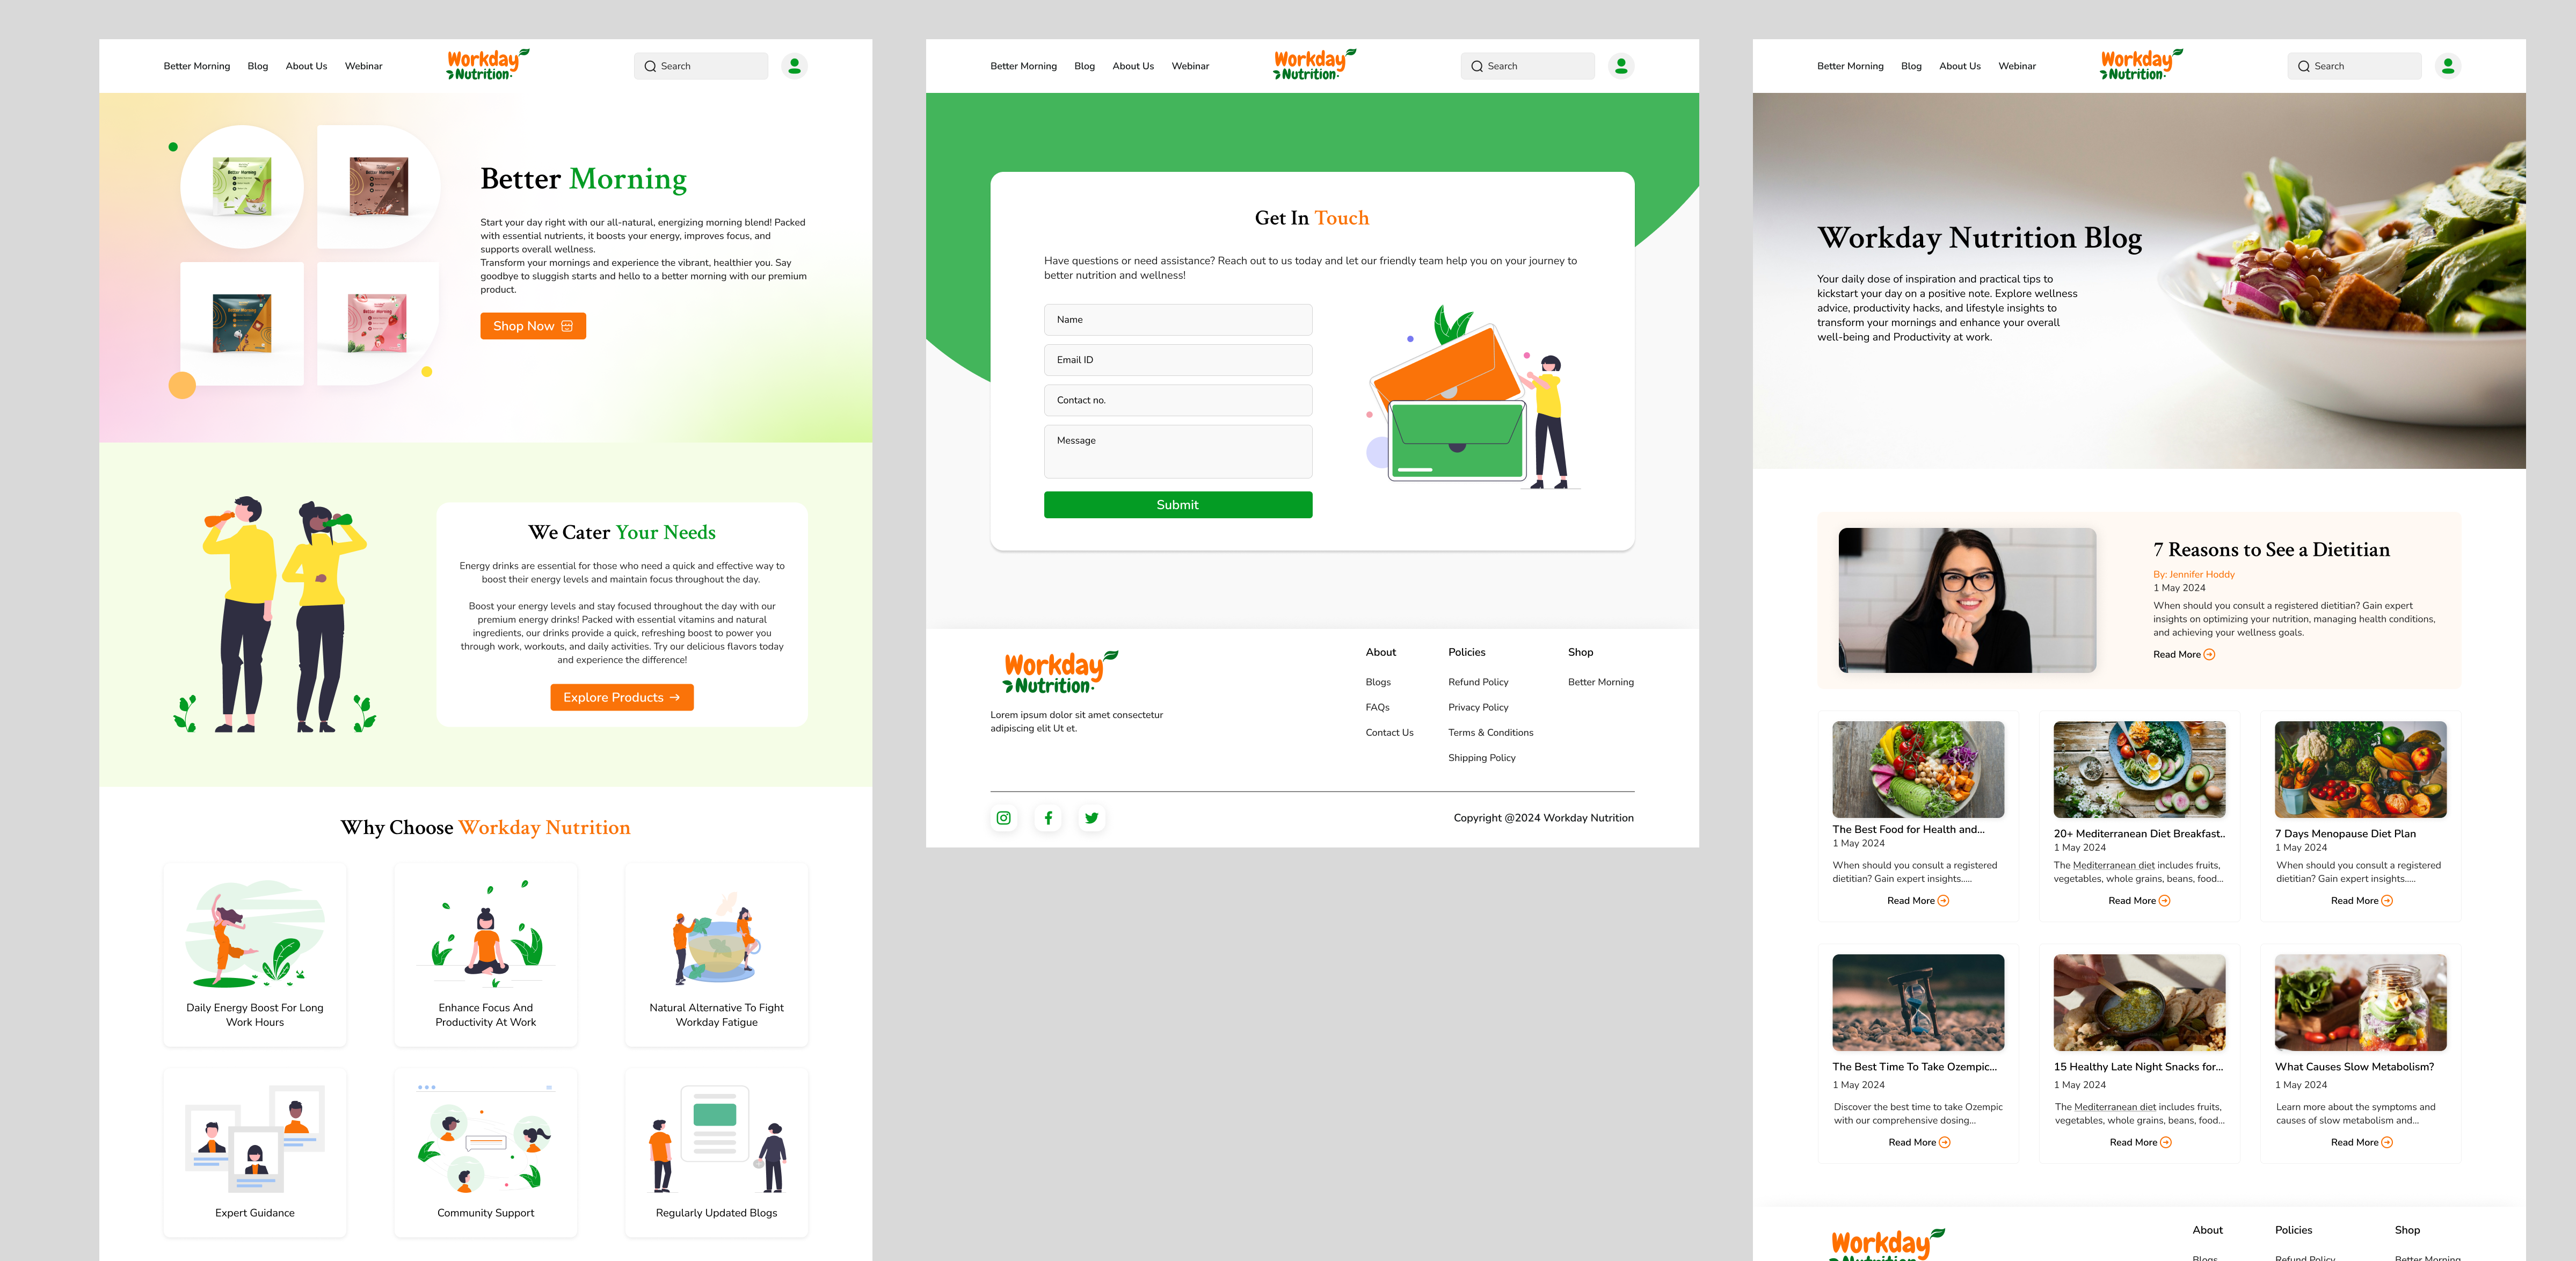 Better Morning Blog About Us Webinar
Workday
Nutrition
Search
Better Morning
Start your day right with our all-natural, energizing morning blend! Packed
with essential nutrients, it boosts your energy, improves focus, and
supports overall wellness.
Transform your mornings and experience the vibrant, healthier you. Say
goodbye to sluggish starts and hello to a better morning with our premium
product.
Shop Now
We Cater Your Needs
Energy drinks are essential for those who need a quick and effective way to
boost their energy levels and maintain focus throughout the day.
Boost your energy levels and stay focused throughout the day with our
premium energy drinks! Packed with essential vitamins and natural
ingredients, our drinks provide a quick, refreshing boost to power you
through work, workouts, and daily activities. Try our delicious flavors today
and experience the difference!
Explore Products
Why Choose Workday Nutrition
Daily Energy Boost For Long
Work Hours
Enhance Focus And
Productivity At Work
Natural Alternative To Fight
Workday Fatigue
Expert Guidance
Community Support
Regularly Updated Blogs
Better Morning Blog About Us Webinar
Workday
Nutrition
Search
Get In Touch
Have questions or need assistance? Reach out to us today and let our friendly team help you on your journey to
better nutrition and wellness!
Name
Email ID
Contact no.
Message
Submit
Workday
Nutrition
Lorem ipsum dolor sit amet consectetur
adipiscing elit Ut et.
About
Blogs
FAQs
Contact Us
Policies
Refund Policy
Privacy Policy
Terms & Conditions
Shipping Policy
Shop
Better Morning
Copyright @2024 Workday Nutrition
Better Morning Blog About Us Webinar
Workday
Nutrition
Search
Workday Nutrition Blog
Your daily dose of inspiration and practical tips to
kickstart your day on a positive note. Explore wellness
advice, productivity hacks, and lifestyle insights to
transform your mornings and enhance your overall
well-being and Productivity at work.
7 Reasons to See a Dietitian
By: Jennifer Hoddy
1 May 2024
When should you consult a registered dietitian? Gain expert
insights on optimizing your nutrition, managing health conditions,
and achieving your wellness goals.
Read More
The Best Food for Health and...
1 May 2024
When should you consult a registered
dietitian? Gain expert insights.....
Read More
20+ Mediterranean Diet Breakfast..
1 May 2024
The Mediterranean diet includes fruits,
vegetables, whole grains, beans, food...
Read More
7 Days Menopause Diet Plan
1 May 2024
When should you consult a registered
dietitian? Gain expert insights.....
Read More
The Best Time To Take Ozempic...
1 May 2024
Discover the best time to take Ozempic
with our comprehensive dosing...
Read More
15 Healthy Late Night Snacks for...
1 May 2024
The Mediterranean diet includes fruits,
vegetables, whole grains, beans, food...
Read More
What Causes Slow Metabolism?
1 May 2024
Learn more about the symptoms and
causes of slow metabolism and...
Read More
Workday
Nutrition
About
Blogs
Policies
Refund Policy
Shop
Better Morning